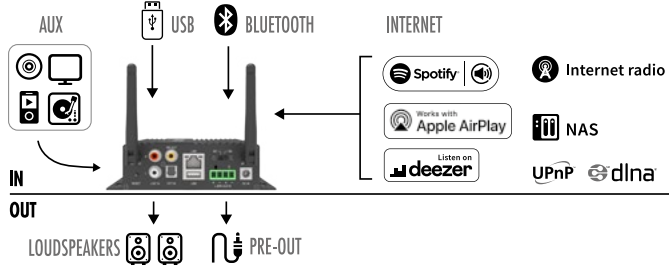 AUX
USB
BLUETOOTH
INTERNET
Spotify
Internet radio
Works with
Apple AirPlay
NAS
Listen on
deezer
UPnP
dlna
IN
OUT
LOUDSPEAKERS
PRE-OUT